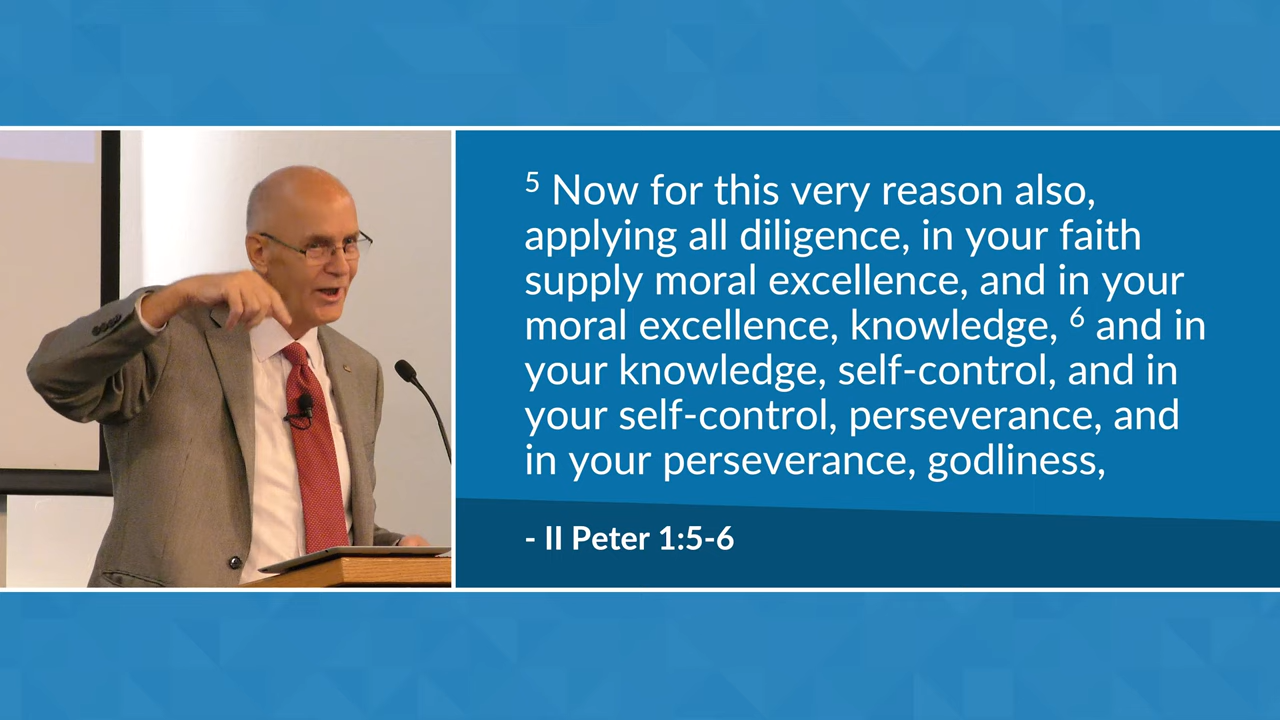 5 Now for this very reason also,
applying all diligence, in your faith
supply moral excellence, and in your
moral excellence, knowledge, 6 and in
your knowledge, self-control, and in
your self-control, perseverance, and
in your perseverance, godliness,
- II Peter 1:5-6